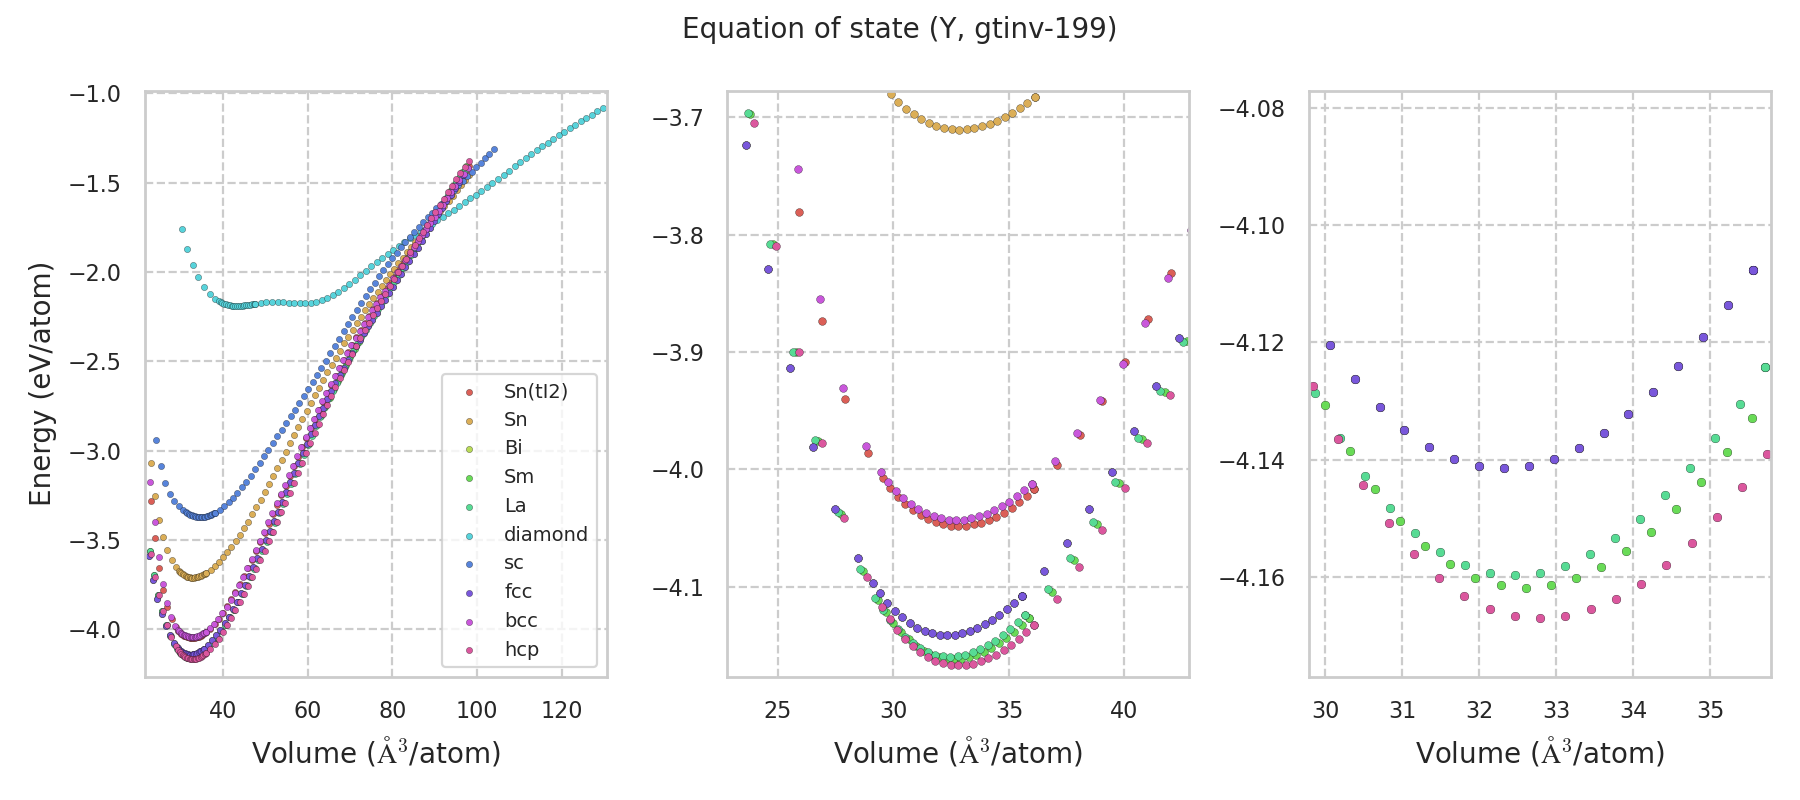 Equation of state (Y, gtinv-199)
Energy (eV/atom)
−1.0
−1.5
−2.0
−2.5
−3.0
−3.5
−4.0
40
60
80
100
120
Volume (Å³/atom)
Sn(tI2)
Sn
Bi
Sm
La
diamond
sc
fcc
bcc
hcp
−3.7
−3.8
−3.9
−4.0
−4.1
25
30
35
40
Volume (Å³/atom)
−4.08
−4.10
−4.12
−4.14
−4.16
30
31
32
33
34
35
Volume (Å³/atom)